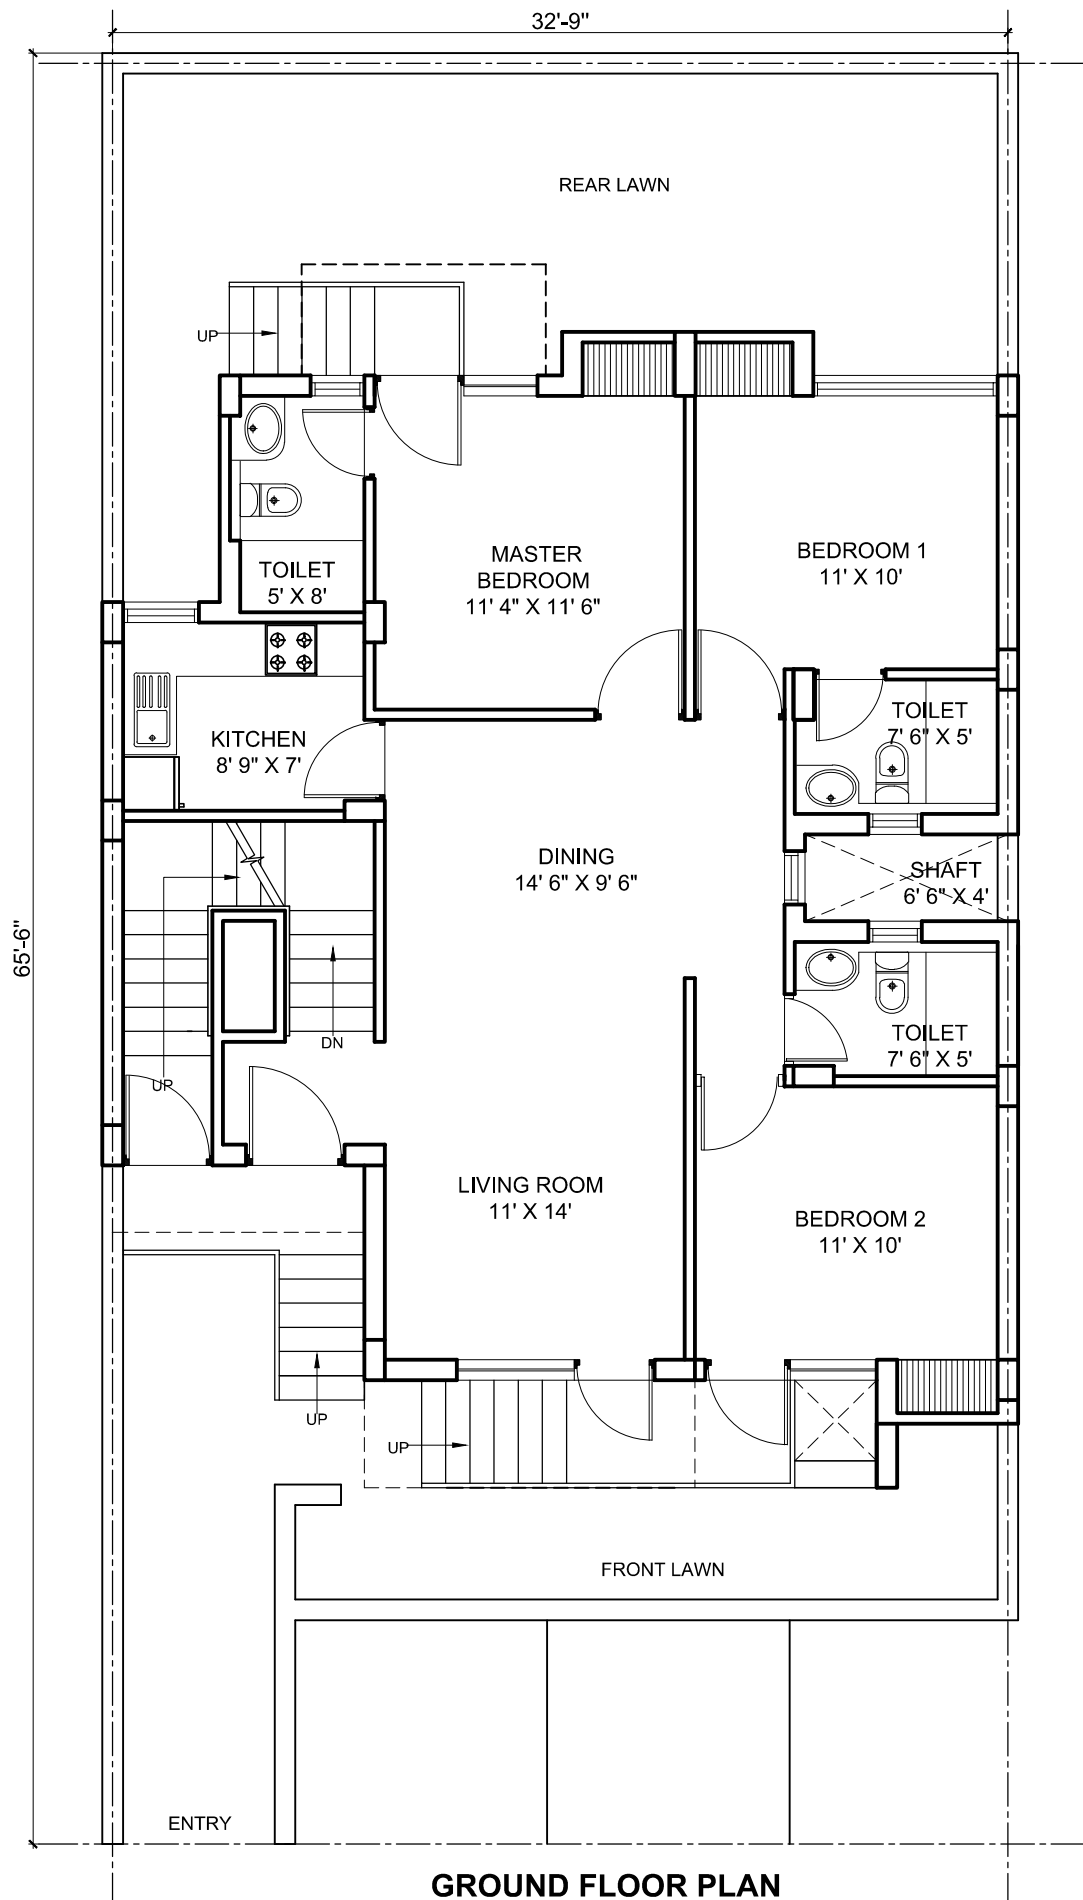 32'-9"
REAR LAWN
UP
MASTER
BEDROOM
11' 4" X 11' 6"
BEDROOM 1
11' X 10'
TOILET
5' X 8'
KITCHEN
8' 9" X 7'
TOILET
7' 6" X 5'
DINING
14' 6" X 9' 6"
SHAFT
6' 6" X 4'
65'-6"
DN
UP
TOILET
7' 6" X 5'
LIVING ROOM
11' X 14'
BEDROOM 2
11' X 10'
UP
UP
FRONT LAWN
ENTRY
GROUND FLOOR PLAN